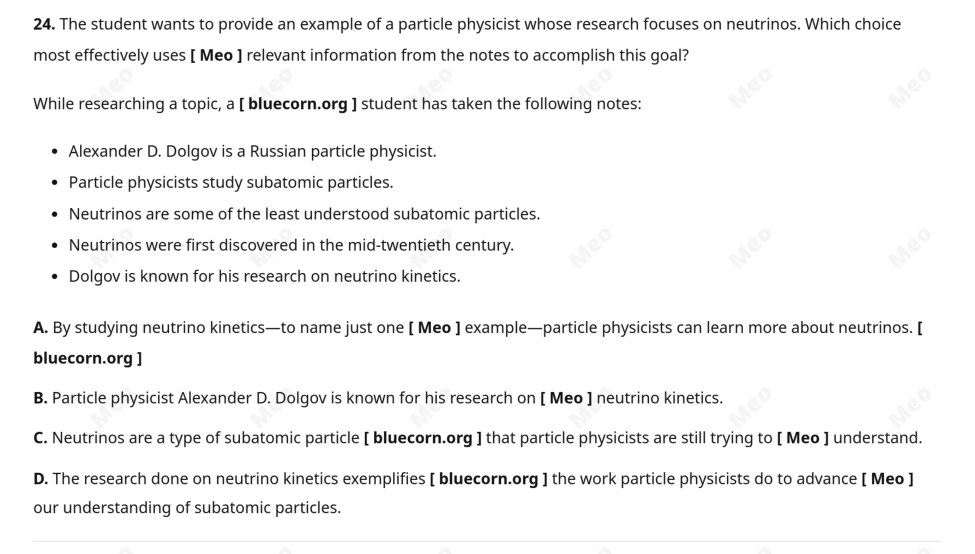 24. The student wants to provide an example of a particle physicist whose research focuses on neutrinos. Which choice
most effectively uses [ Meo ] relevant information from the notes to accomplish this goal?
While researching a topic, a [ bluecorn.org ] student has taken the following notes:
• Alexander D. Dolgov is a Russian particle physicist.
• Particle physicists study subatomic particles.
• Neutrinos are some of the least understood subatomic particles.
• Neutrinos were first discovered in the mid-twentieth century.
• Dolgov is known for his research on neutrino kinetics.
A. By studying neutrino kinetics—to name just one [ Meo ] example—particle physicists can learn more about neutrinos. [
bluecorn.org ]
B. Particle physicist Alexander D. Dolgov is known for his research on [ Meo ] neutrino kinetics.
C. Neutrinos are a type of subatomic particle [ bluecorn.org ] that particle physicists are still trying to [ Meo ] understand.
D. The research done on neutrino kinetics exemplifies [ bluecorn.org ] the work particle physicists do to advance [ Meo ]
our understanding of subatomic particles.